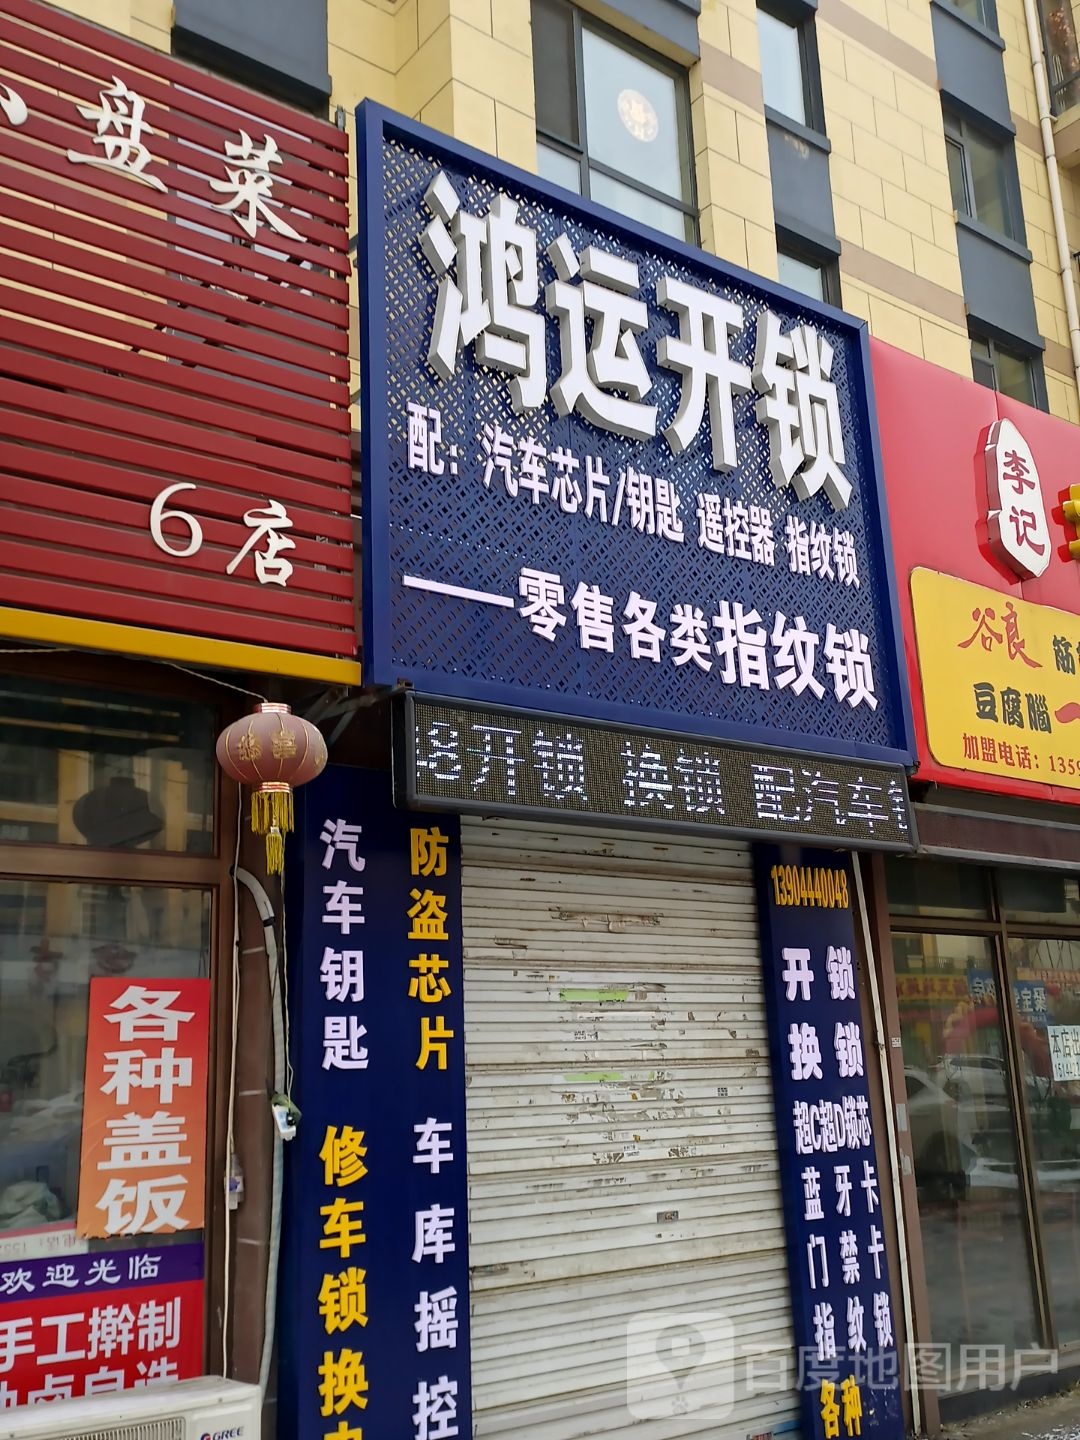 盘菜
6店
鸿运开锁
配：汽车芯片/钥匙 遥控器 指纹锁
——零售各类指纹锁
开锁 换锁 配汽车
李记
谷良
豆腐腦
加盟电话：1359
13904440048
开锁
换锁
超C超D锁芯
蓝牙卡
门禁卡
指纹锁
各种
防盗芯片 车库摇控
汽车钥匙 修车锁换
各种盖饭
欢迎光临
手工擀制
GREE
本店
百度地图用户